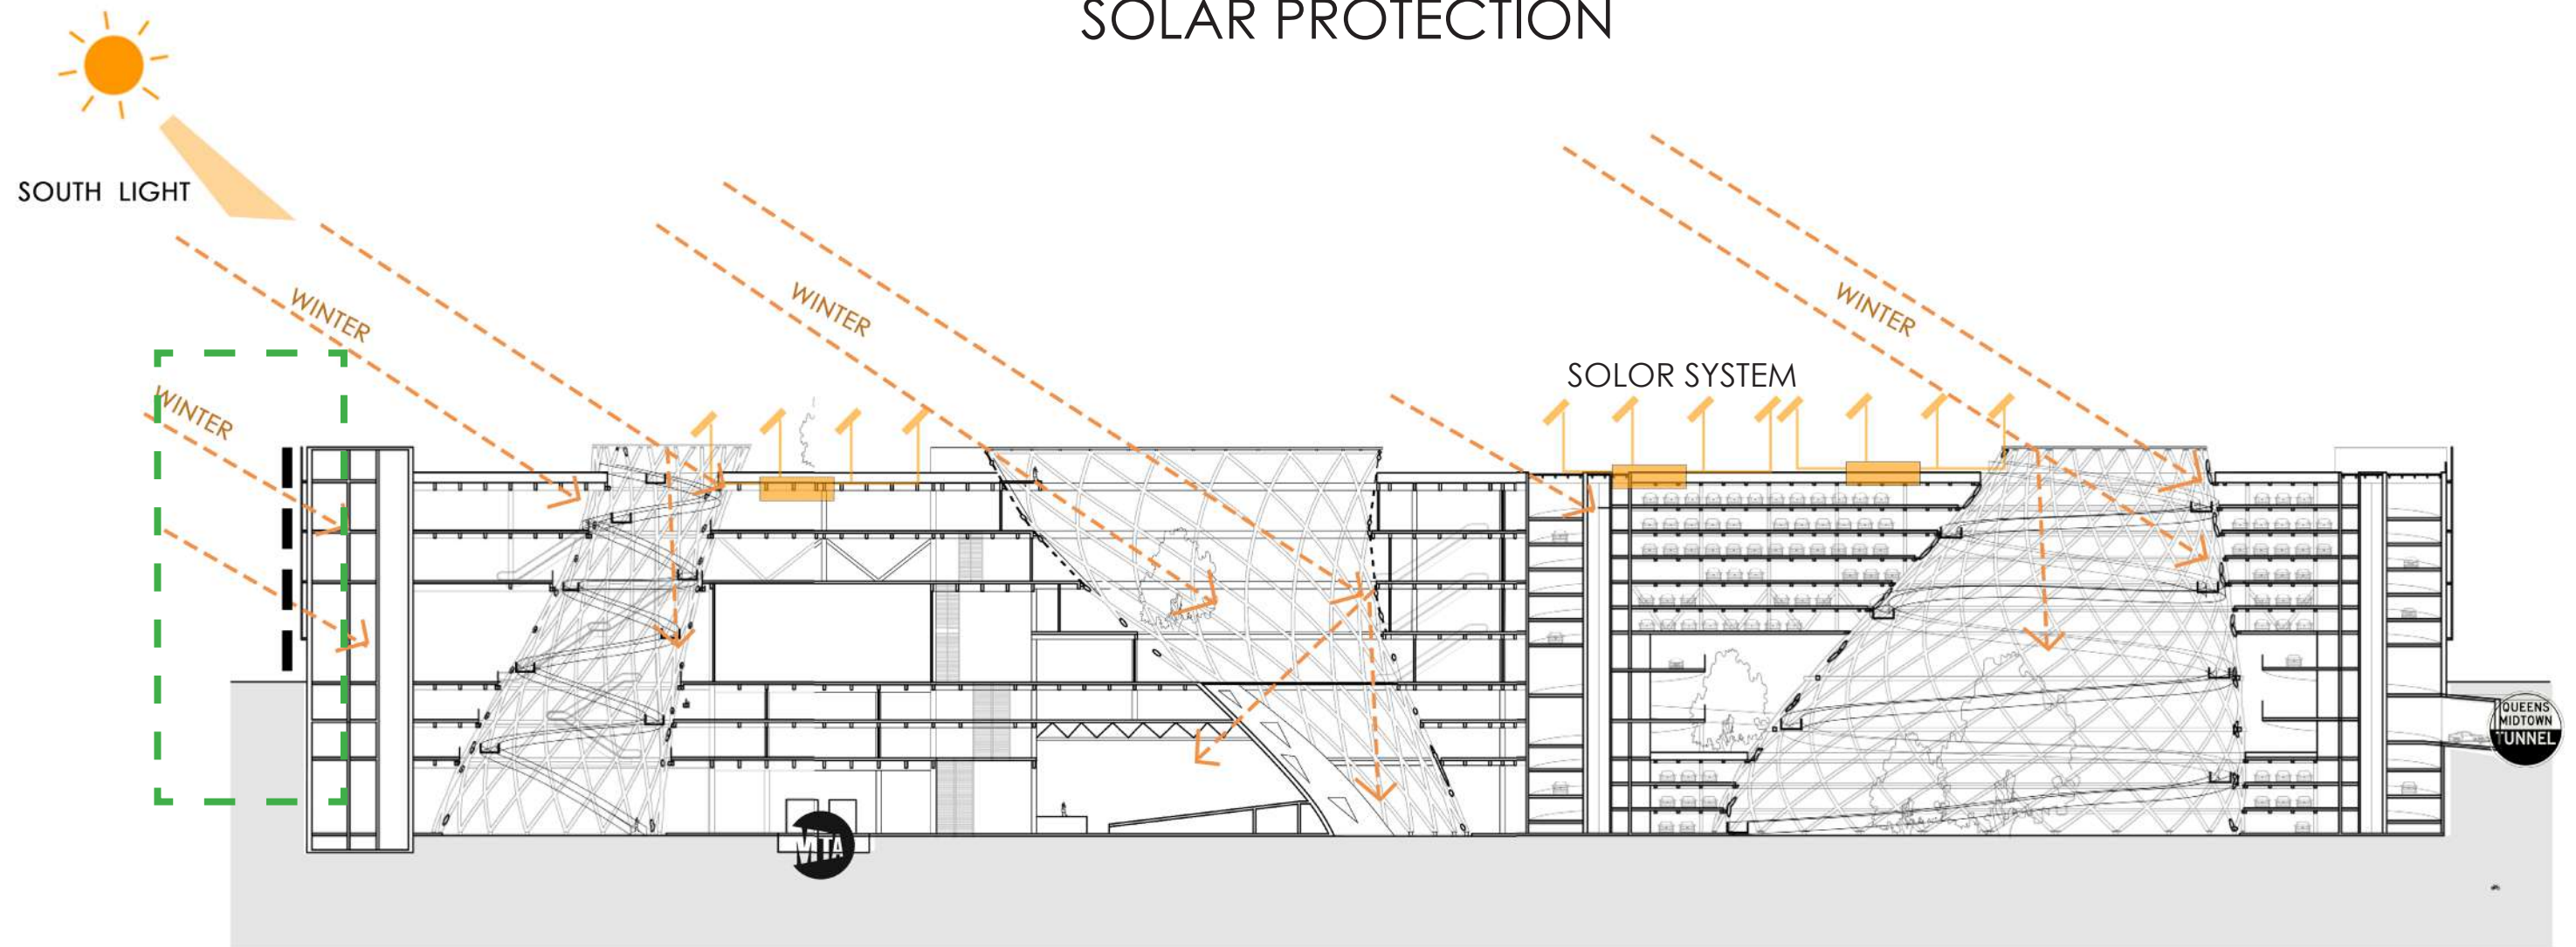 SOLAR PROTECTION
SOUTH LIGHT
WINTER
WINTER
WINTER
WINTER
SOLOR SYSTEM
QUEENS
MIDTOWN
TUNNEL
MTA